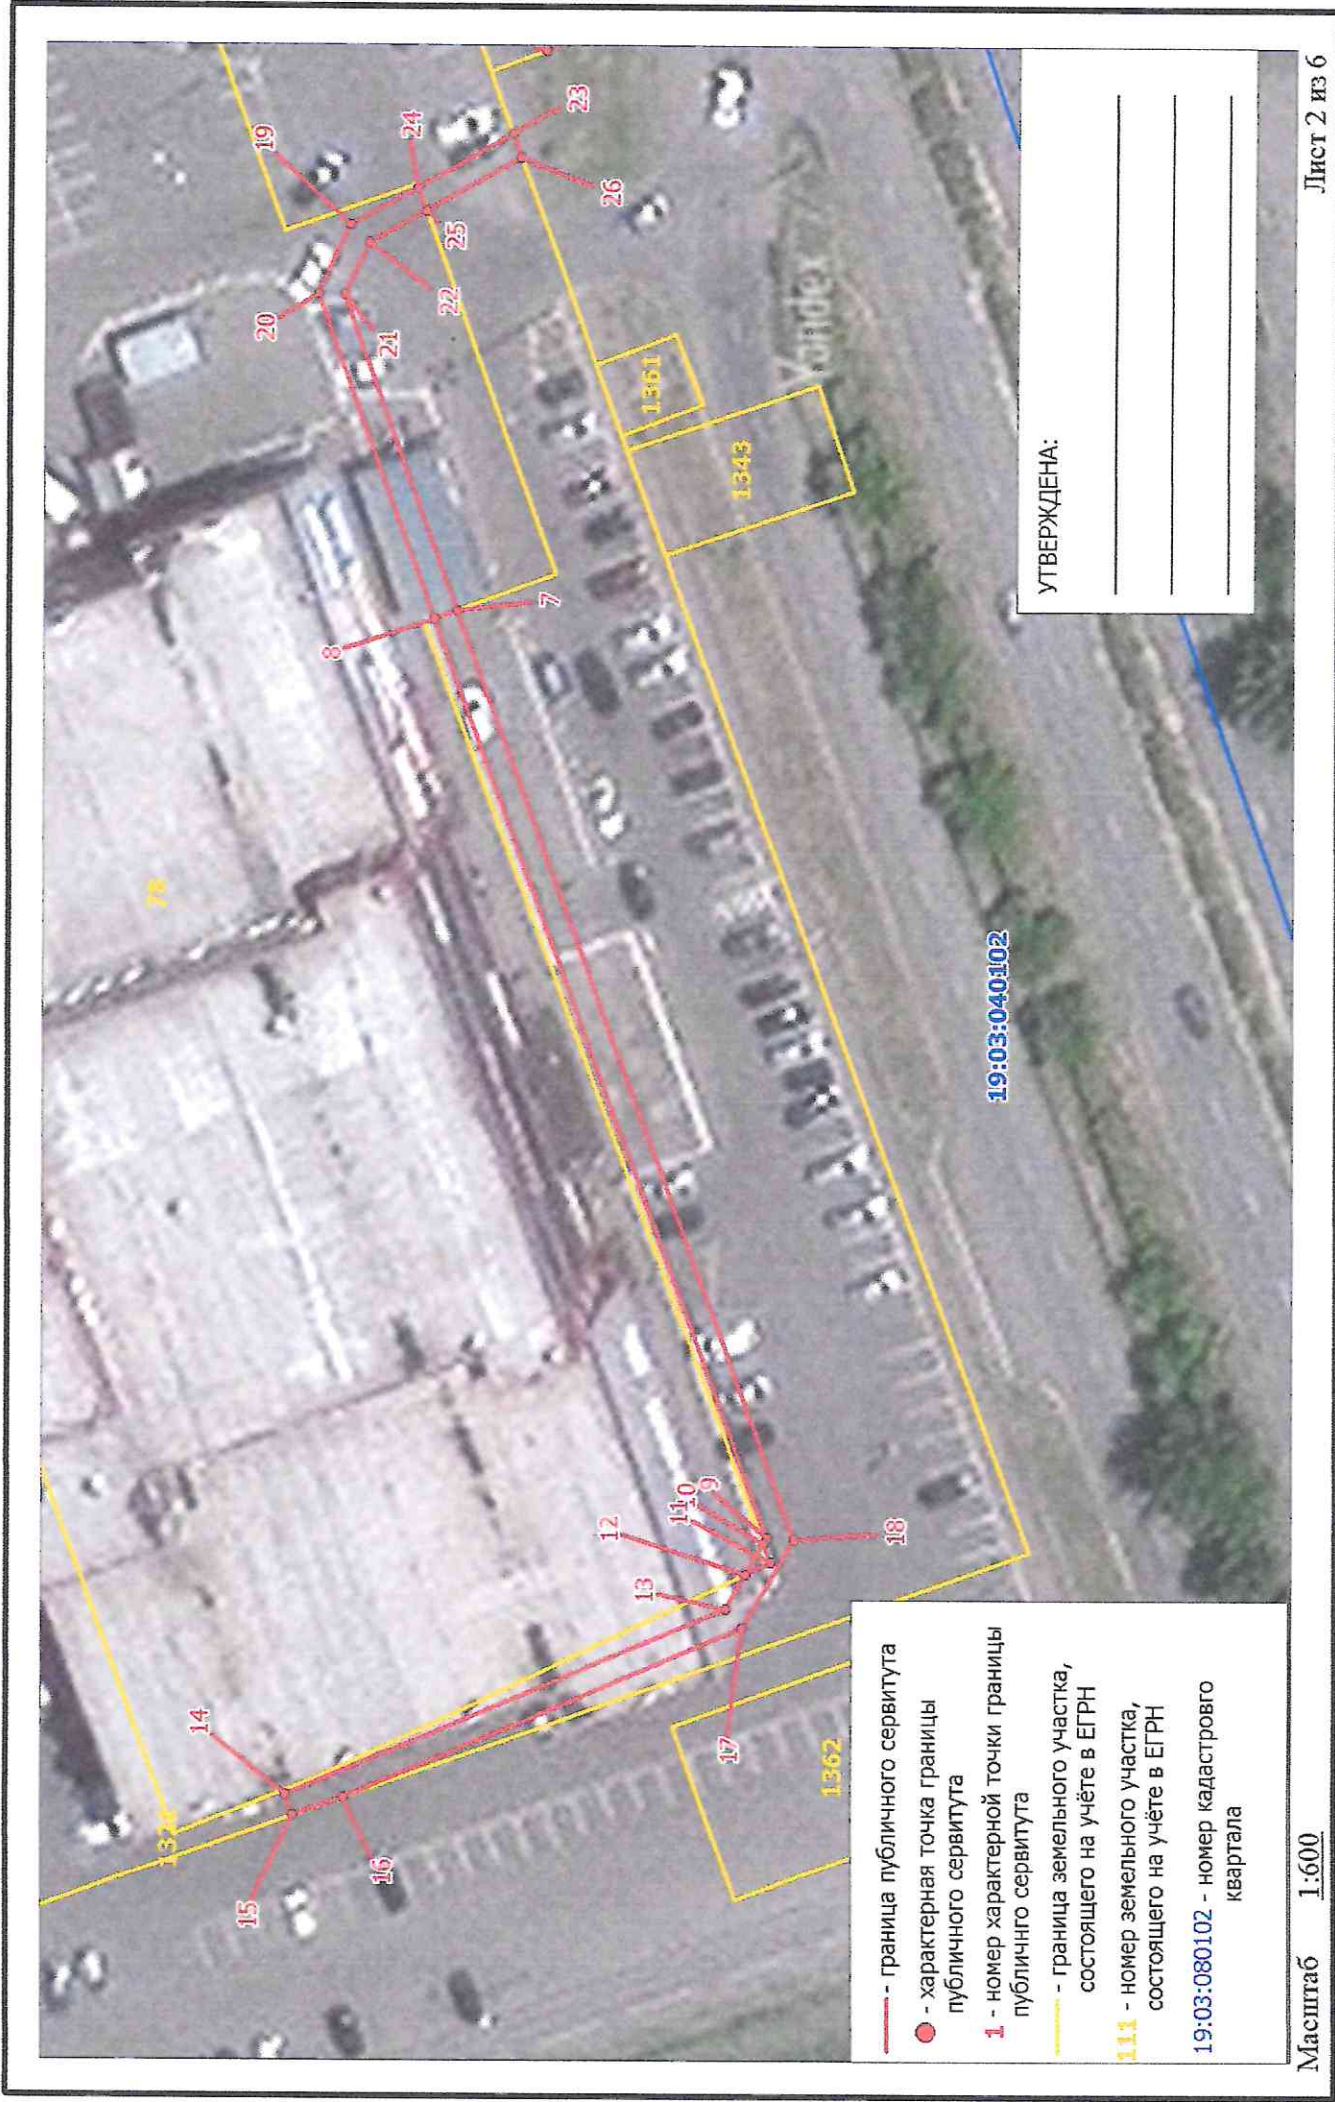 19
20
24
23
26
25
22
21
8
7
1361
1343
Yandex
78
19:03:040102
9
10
11
12
13
18
17
14
15
16
1362
УТВЕРЖДЕНА:
- граница публичного сервитута
- характерная точка границы
публичного сервитута
1 - номер характерной точки границы
публичнго сервитута
- граница земельного участка,
состоящего на учёте в ЕГРН
111 - номер земельного участка,
состоящего на учёте в ЕГРН
19:03:080102 - номер кадастрового
квартала
Масштаб 1:600
Лист 2 из 6